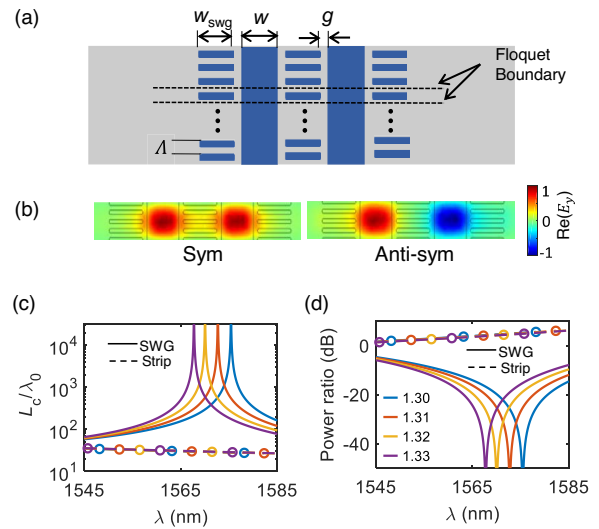 (a)
w_swg w g
Floquet
Boundary
Λ
(b)
Sym
Anti-sym
1
0
-1
Re(E_y)
(c)
SWG
Strip
10^4
10^3
10^2
10^1
L_c/λ_0
1545 1565 1585
λ (nm)
(d)
SWG
Strip
0
-20
-40
Power ratio (dB)
1.30
1.31
1.32
1.33
1545 1565 1585
λ (nm)